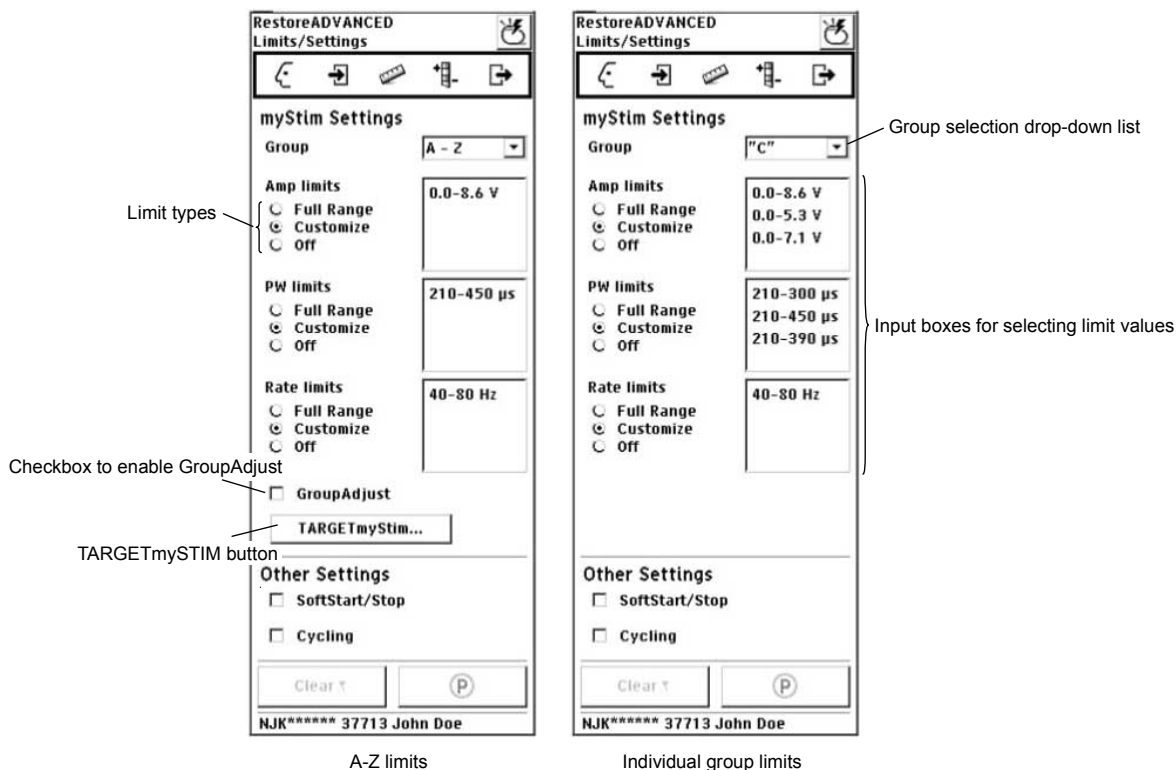 RestoreADVANCED
Limits/Settings
myStim Settings
Group
A - Z
Amp limits
Full Range
Customize
Off
0.0-8.6 V
PW limits
Full Range
Customize
Off
210-450 µs
Rate limits
Full Range
Customize
Off
40-80 Hz
GroupAdjust
TARGETmyStim...
Other Settings
SoftStart/Stop
Cycling
Clear
P
NJK****** 37713 John Doe
A-Z limits
Limit types
Checkbox to enable GroupAdjust
TARGETmySTIM button
RestoreADVANCED
Limits/Settings
myStim Settings
Group
"C"
Amp limits
Full Range
Customize
Off
0.0-8.6 V
0.0-5.3 V
0.0-7.1 V
PW limits
Full Range
Customize
Off
210-300 µs
210-450 µs
210-390 µs
Rate limits
Full Range
Customize
Off
40-80 Hz
Other Settings
SoftStart/Stop
Cycling
Clear
P
NJK****** 37713 John Doe
Individual group limits
Group selection drop-down list
Input boxes for selecting limit values